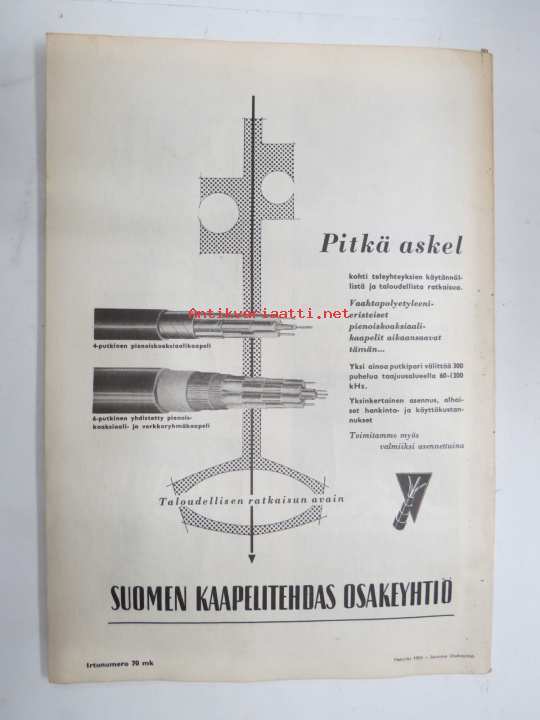 Pitkä askel
kohti teleyhteyksien käytännäl-
listä ja taloudellista ratkaisua.
Vaahtopolyetyleeni-
eristeiset
pienoiskoaksiaali-
kaapelit aikaansaavat
tämän...
Antikvariaatti.net
4-putkinen pienoiskoaksiaalikaapeli
Yksi ainoa putkipari välittää 300
puhelua taajuusalueella 60-1300
kHz.
Yksinkertainen asennus, alhai-
set hankinta- ja käyttökustan-
nukset
6-putkinen yhdistetty pienois-
koaksiaali- ja verkkoryhmäkaapeli
Toimitamme myös
valmiiksi asennettuina
Taloudellisen ratkaisun avain
SUOMEN KAAPELITEHDAS OSAKEYHTIÖ
Irtonumero 70 mk